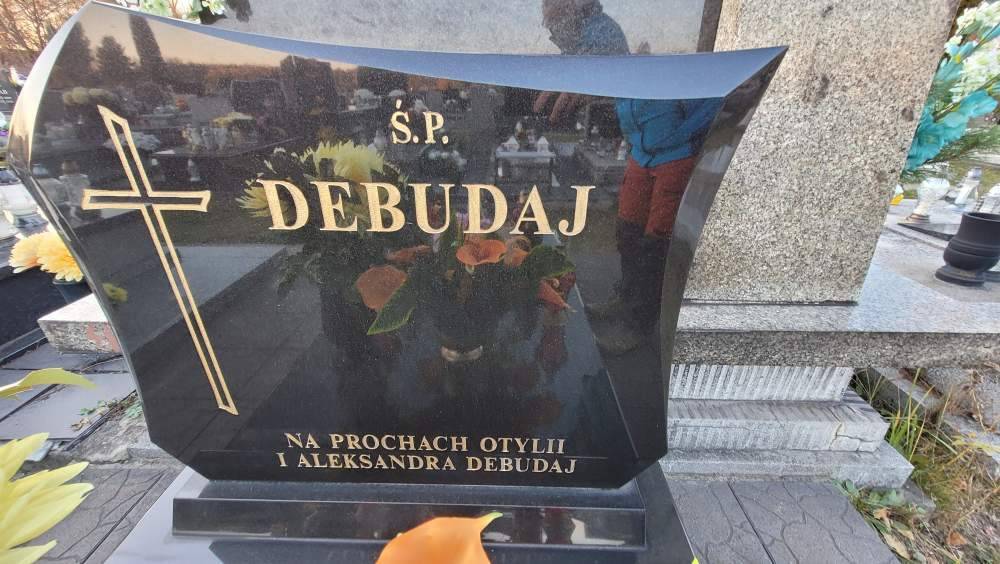 Ś.P.
DEBUDAJ
NA PROCHACH OTYLII
I ALEKSANDRA DEBUDAJ